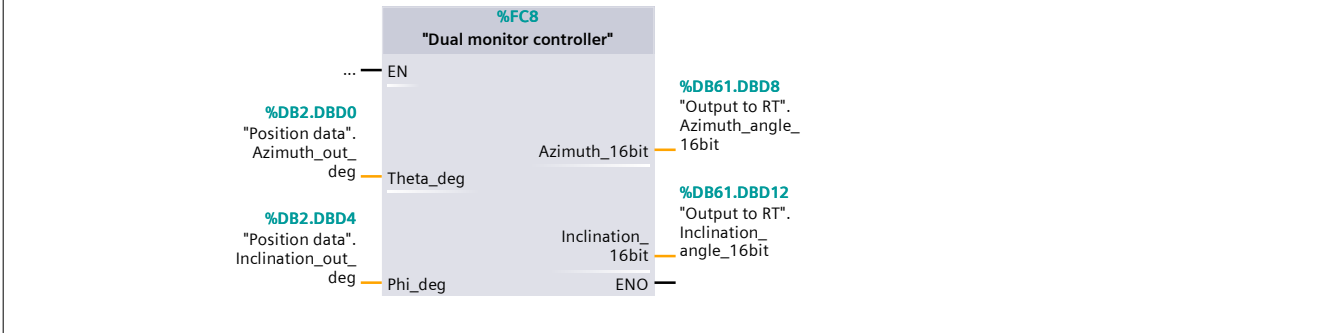 %FC8
"Dual monitor controller"
...
EN
%DB2.DBD0
"Position data".
Azimuth_out_
deg
Theta_deg
%DB2.DBD4
"Position data".
Inclination_out_
deg
Phi_deg
Azimuth_16bit
%DB61.DBD8
"Output to RT".
Azimuth_angle_
16bit
Inclination_
16bit
%DB61.DBD12
"Output to RT".
Inclination_
angle_16bit
ENO